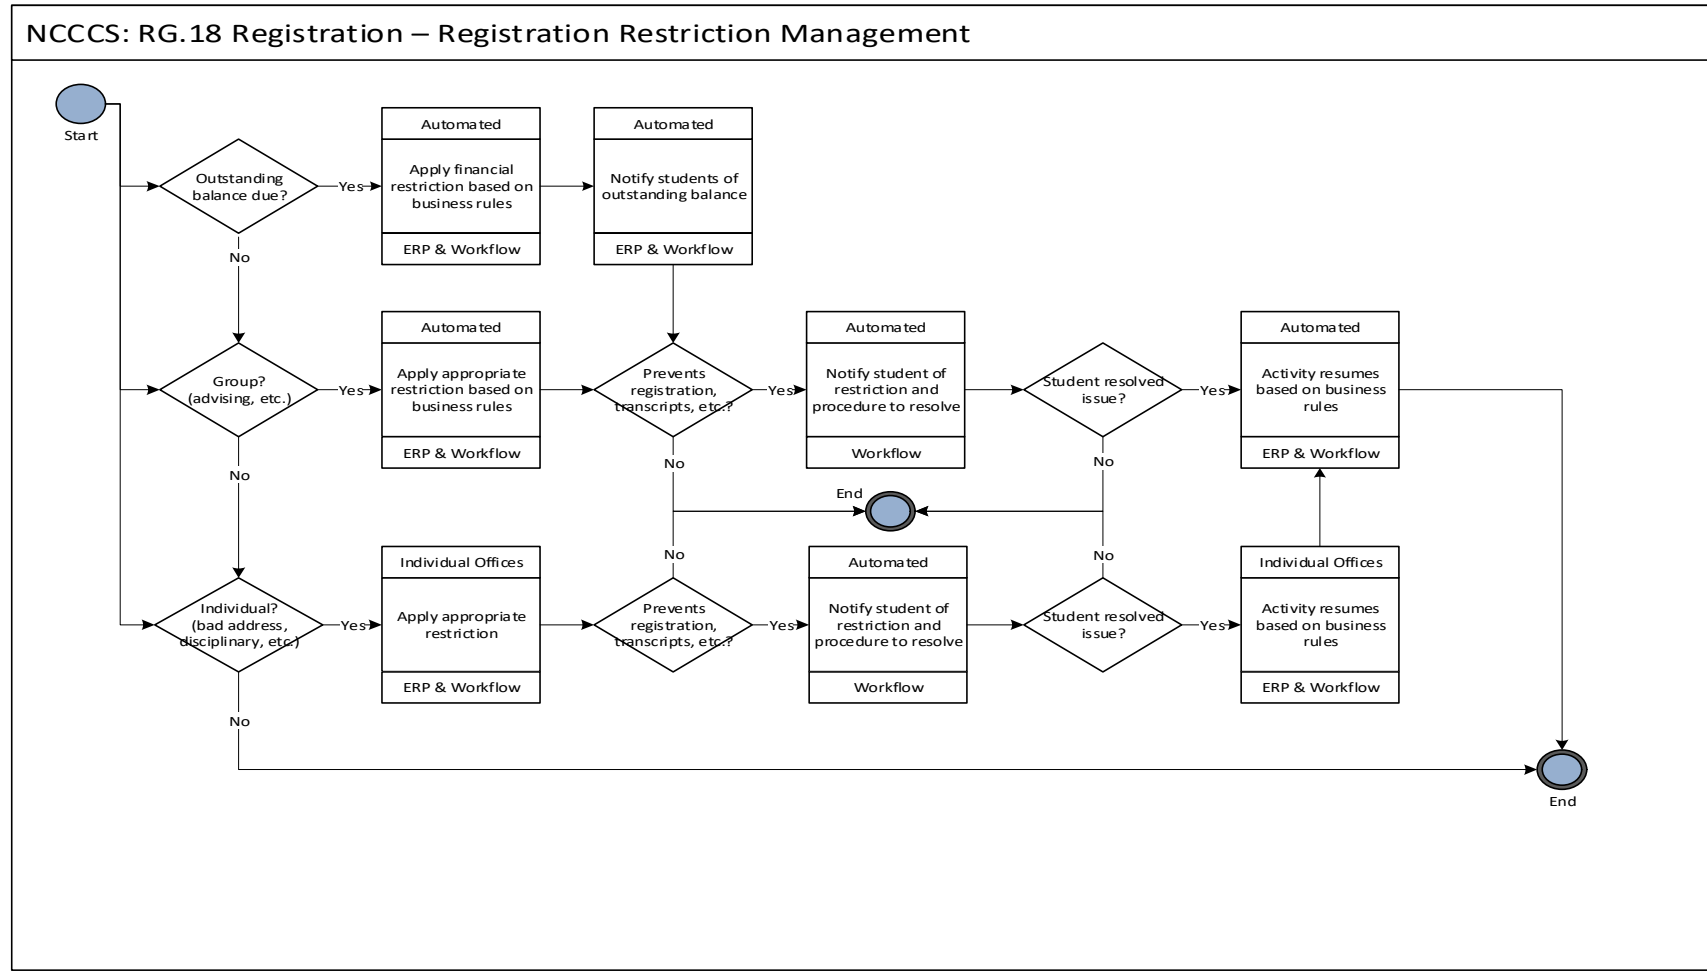 NCCCS: RG.18 Registration – Registration Restriction Management
Start
Outstanding
balance due?
Yes
No
Automated
Apply financial
restriction based on
business rules
ERP & Workflow
Automated
Notify students of
outstanding balance
ERP & Workflow
Group?
(advising, etc.)
Yes
No
Automated
Apply appropriate
restriction based on
business rules
ERP & Workflow
Prevents
registration,
transcripts, etc.?
Yes
No
Automated
Notify student of
restriction and
procedure to resolve
Workflow
Student resolved
issue?
Yes
No
Automated
Activity resumes
based on business
rules
ERP & Workflow
End
Individual?
(bad address,
disciplinary, etc.)
Yes
No
Individual Offices
Apply appropriate
restriction
ERP & Workflow
No
Prevents
registration,
transcripts, etc.?
Yes
Automated
Notify student of
restriction and
procedure to resolve
Workflow
No
Student resolved
issue?
Yes
Individual Offices
Activity resumes
based on business
rules
ERP & Workflow
End